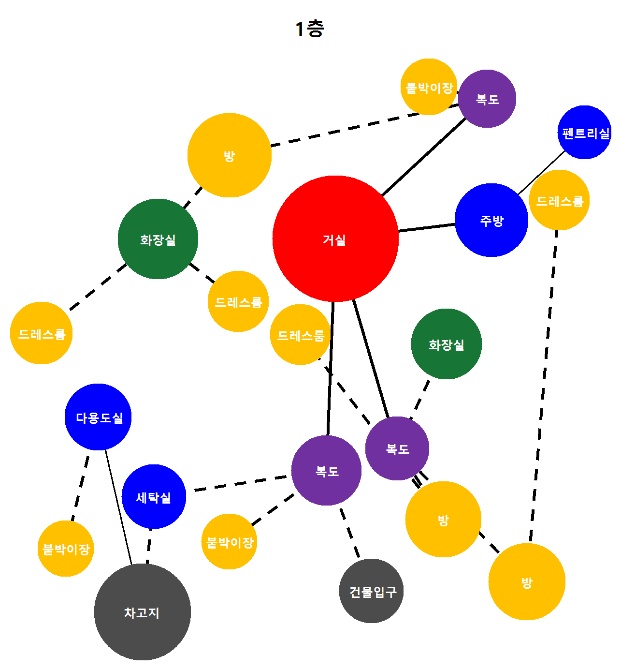 1층
붙박이장
복도
펜트리실
방
드레스룸
주방
화장실
거실
드레스룸
드레스룸
드레스룸
화장실
다용도실
복도
복도
세탁실
방
붙박이장
붙박이장
방
건물입구
차고지